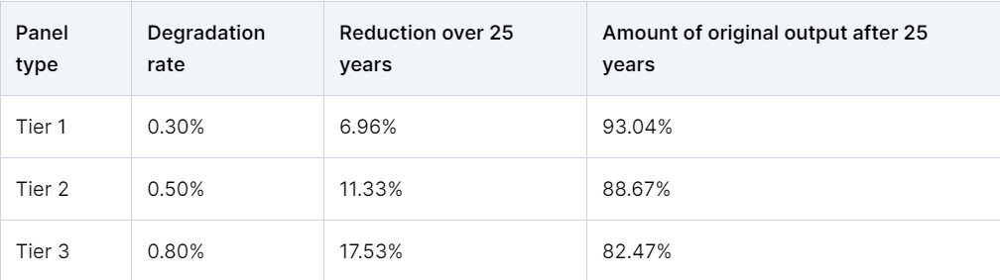 Panel type
Degradation rate
Reduction over 25 years
Amount of original output after 25 years
Tier 1
0.30%
6.96%
93.04%
Tier 2
0.50%
11.33%
88.67%
Tier 3
0.80%
17.53%
82.47%